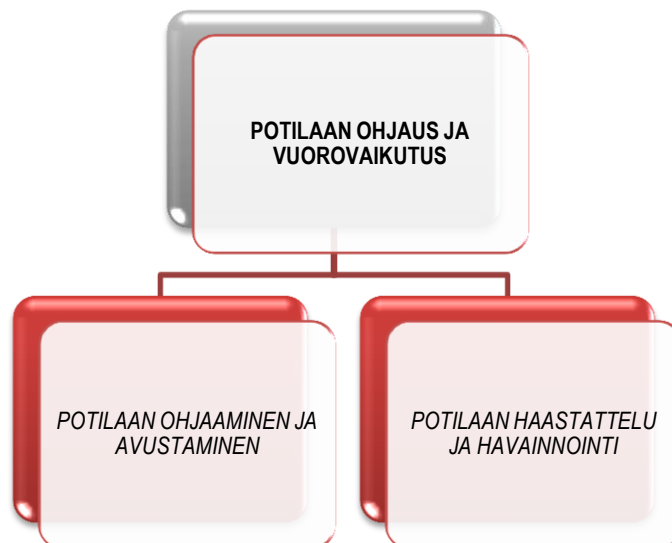 POTILAAN OHJAUS JA
VUOROVAIKUTUS
POTILAAN OHJAAMINEN JA
AVUSTAMINEN
POTILAAN HAASTATTELU
JA HAVAINNOINTI